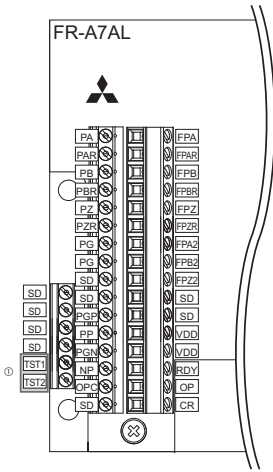 FR-A7AL
PA FPA
PAR FPAR
PB FPB
PBR FPBR
PZ FPZ
PZR FPZR
PG FPA2
PG FPB2
SD FPZ2
SD SD SD
SD PGP SD
SD PP VDD
SD PGN VDD
① TST1 NP RDY
TST2 OPC OP
SD CR